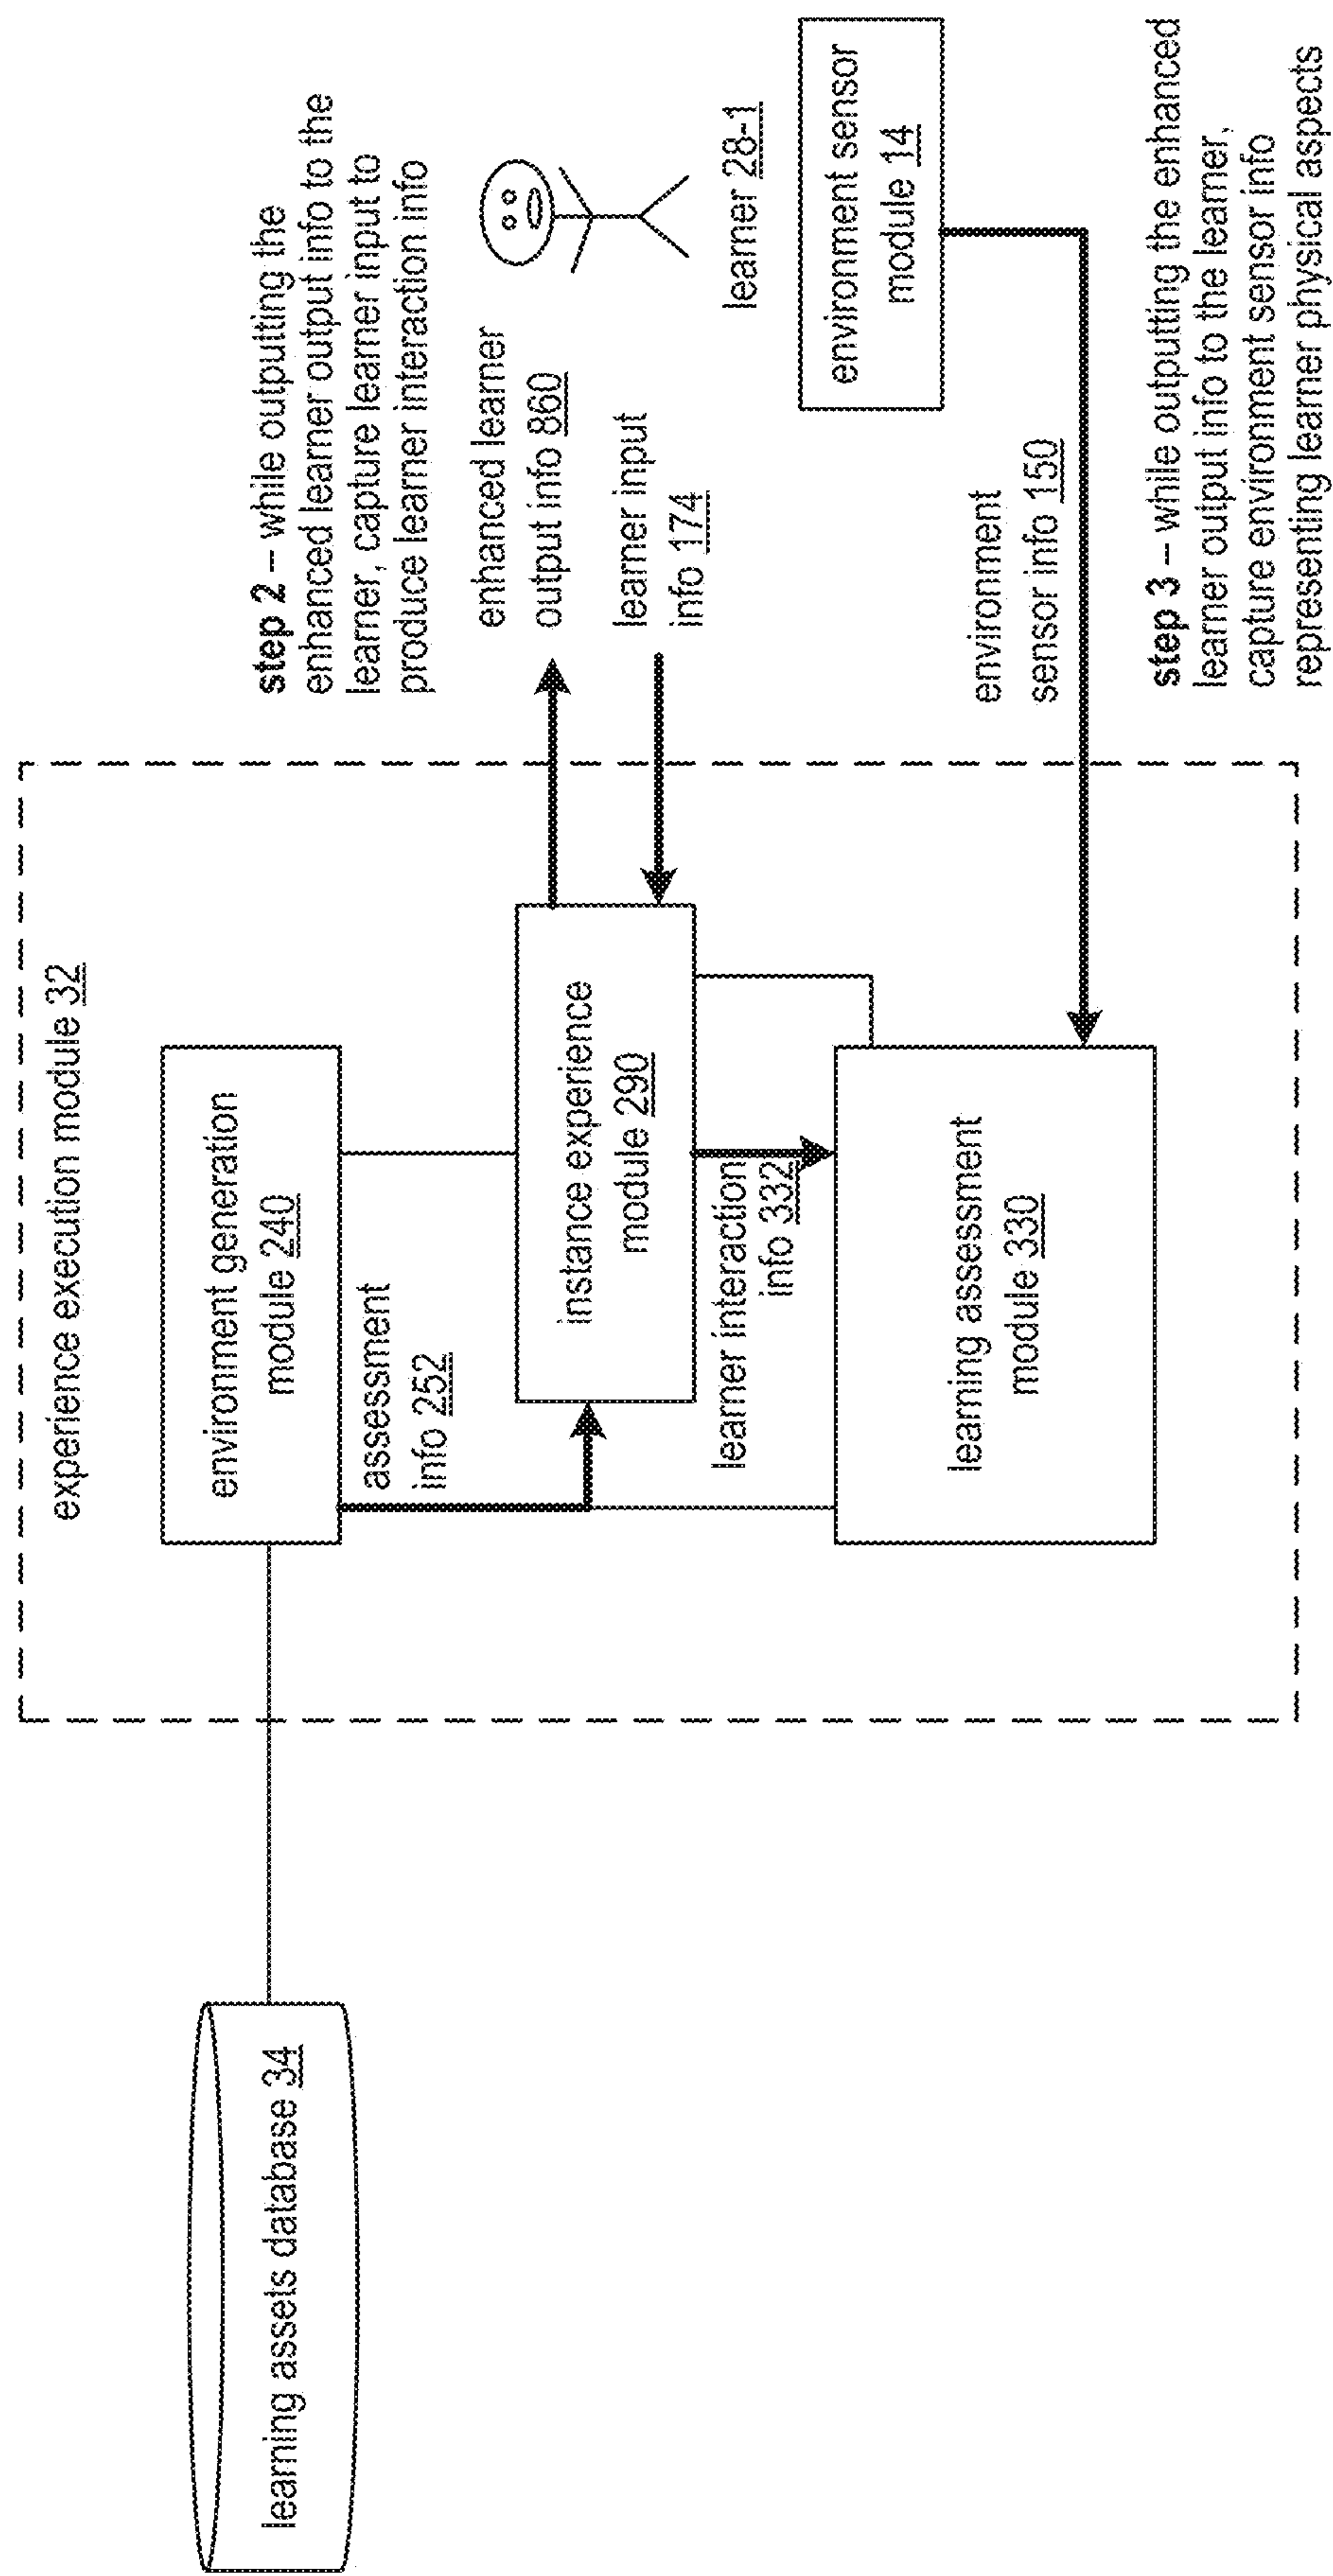 experience execution module 32
learning assets database 34
environment generation
module 240
assessment
info 252
instance experience
module 290
learner interaction
info 332
learning assessment
module 330
step 2 – while outputting the
enhanced learner output info to the
learner, capture learner input to
produce learner interaction info
enhanced learner
output info 860
learner input
info 174
learner 28-1
environment sensor
module 14
environment
sensor info 150
step 3 – while outputting the enhanced
learner output info to the learner,
capture environment sensor info
representing learner physical aspects